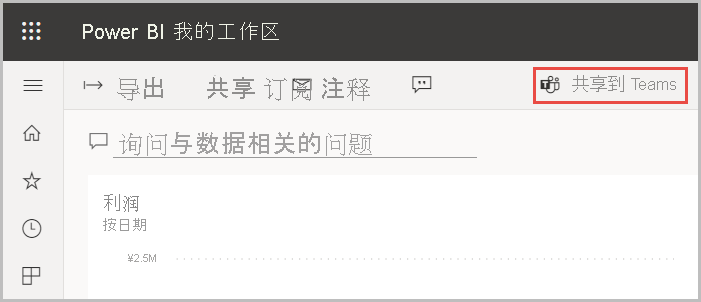 Power BI 我的工作区
导出 共享 订阅 注释 共享到 Teams
询问与数据相关的问题
利润
按日期
¥2.5M